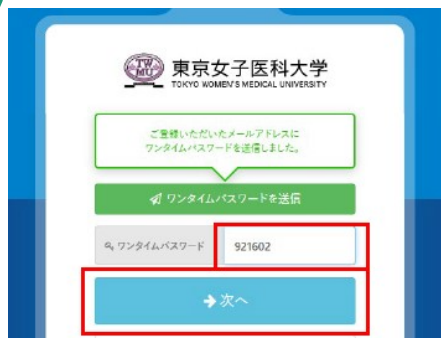 TWMU
東京女子医科大学
TOKYO WOMEN'S MEDICAL UNIVERSITY
ご登録いただいたメールアドレスに
ワンタイムパスワードを送信しました。
ワンタイムパスワードを送信
ワンタイムパスワード
921602
次へ